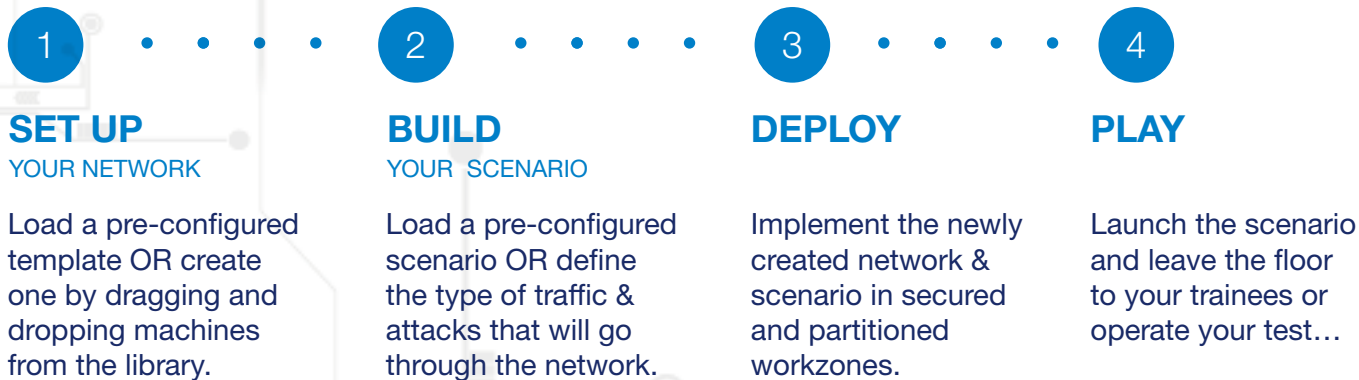 1
SET UP
YOUR NETWORK
Load a pre-configured
template OR create
one by dragging and
dropping machines
from the library.
2
BUILD
YOUR SCENARIO
Load a pre-configured
scenario OR define
the type of traffic &
attacks that will go
through the network.
3
DEPLOY
Implement the newly
created network &
scenario in secured
and partitioned
workzones.
4
PLAY
Launch the scenario
and leave the floor
to your trainees or
operate your test…